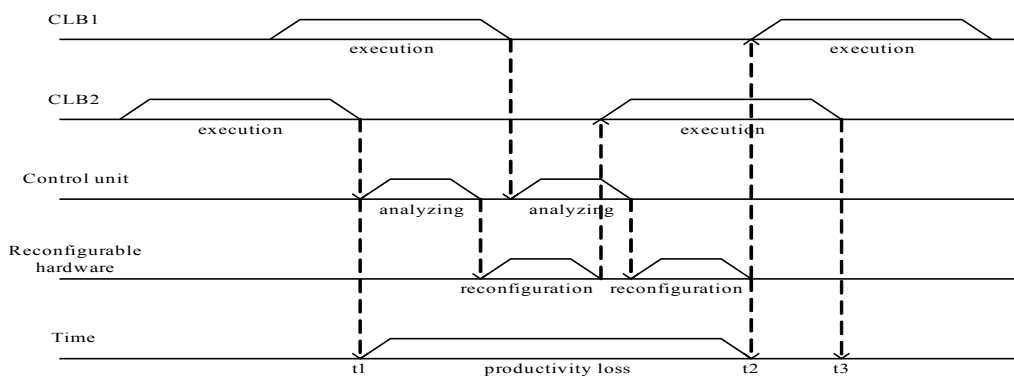 CLB1
execution
execution
CLB2
execution
execution
Control unit
analyzing
analyzing
Reconfigurable
hardware
reconfiguration
reconfiguration
Time
t1
productivity loss
t2
t3